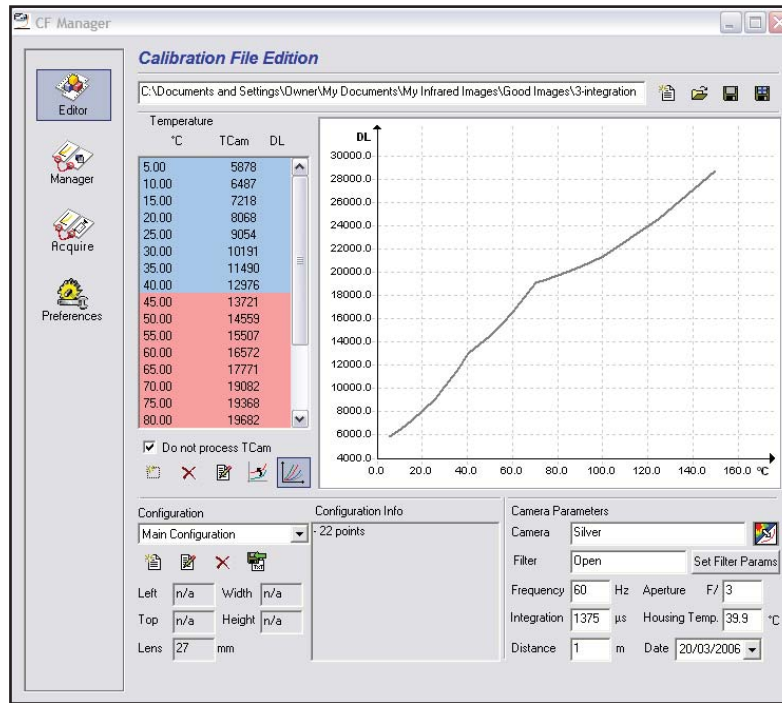 CF Manager
Editor
Manager
Acquire
Preferences
Calibration File Edition
C:\Documents and Settings\Owner\My Documents\My Infrared Images\Good Images\3-integration
Temperature
°C TCam DL
5.00 5878
10.00 6487
15.00 7218
20.00 8068
25.00 9054
30.00 10191
35.00 11490
40.00 12976
45.00 13721
50.00 14559
55.00 15507
60.00 16572
65.00 17771
70.00 19082
75.00 19368
80.00 19682
Do not process TCam
DL
30000.0
28000.0
26000.0
24000.0
22000.0
20000.0
18000.0
16000.0
14000.0
12000.0
10000.0
8000.0
6000.0
4000.0
0.0 20.0 40.0 60.0 80.0 100.0 120.0 140.0 160.0 °C
Configuration
Main Configuration
Txt
Left n/a Width n/a
Top n/a Height n/a
Lens 27 mm
Configuration Info
- 22 points
Camera Parameters
Camera Silver
Filter Open Set Filter Params
Frequency 60 Hz Aperture F/ 3
Integration 1375 µs Housing Temp. 39.9 °C
Distance 1 m Date 20/03/2006